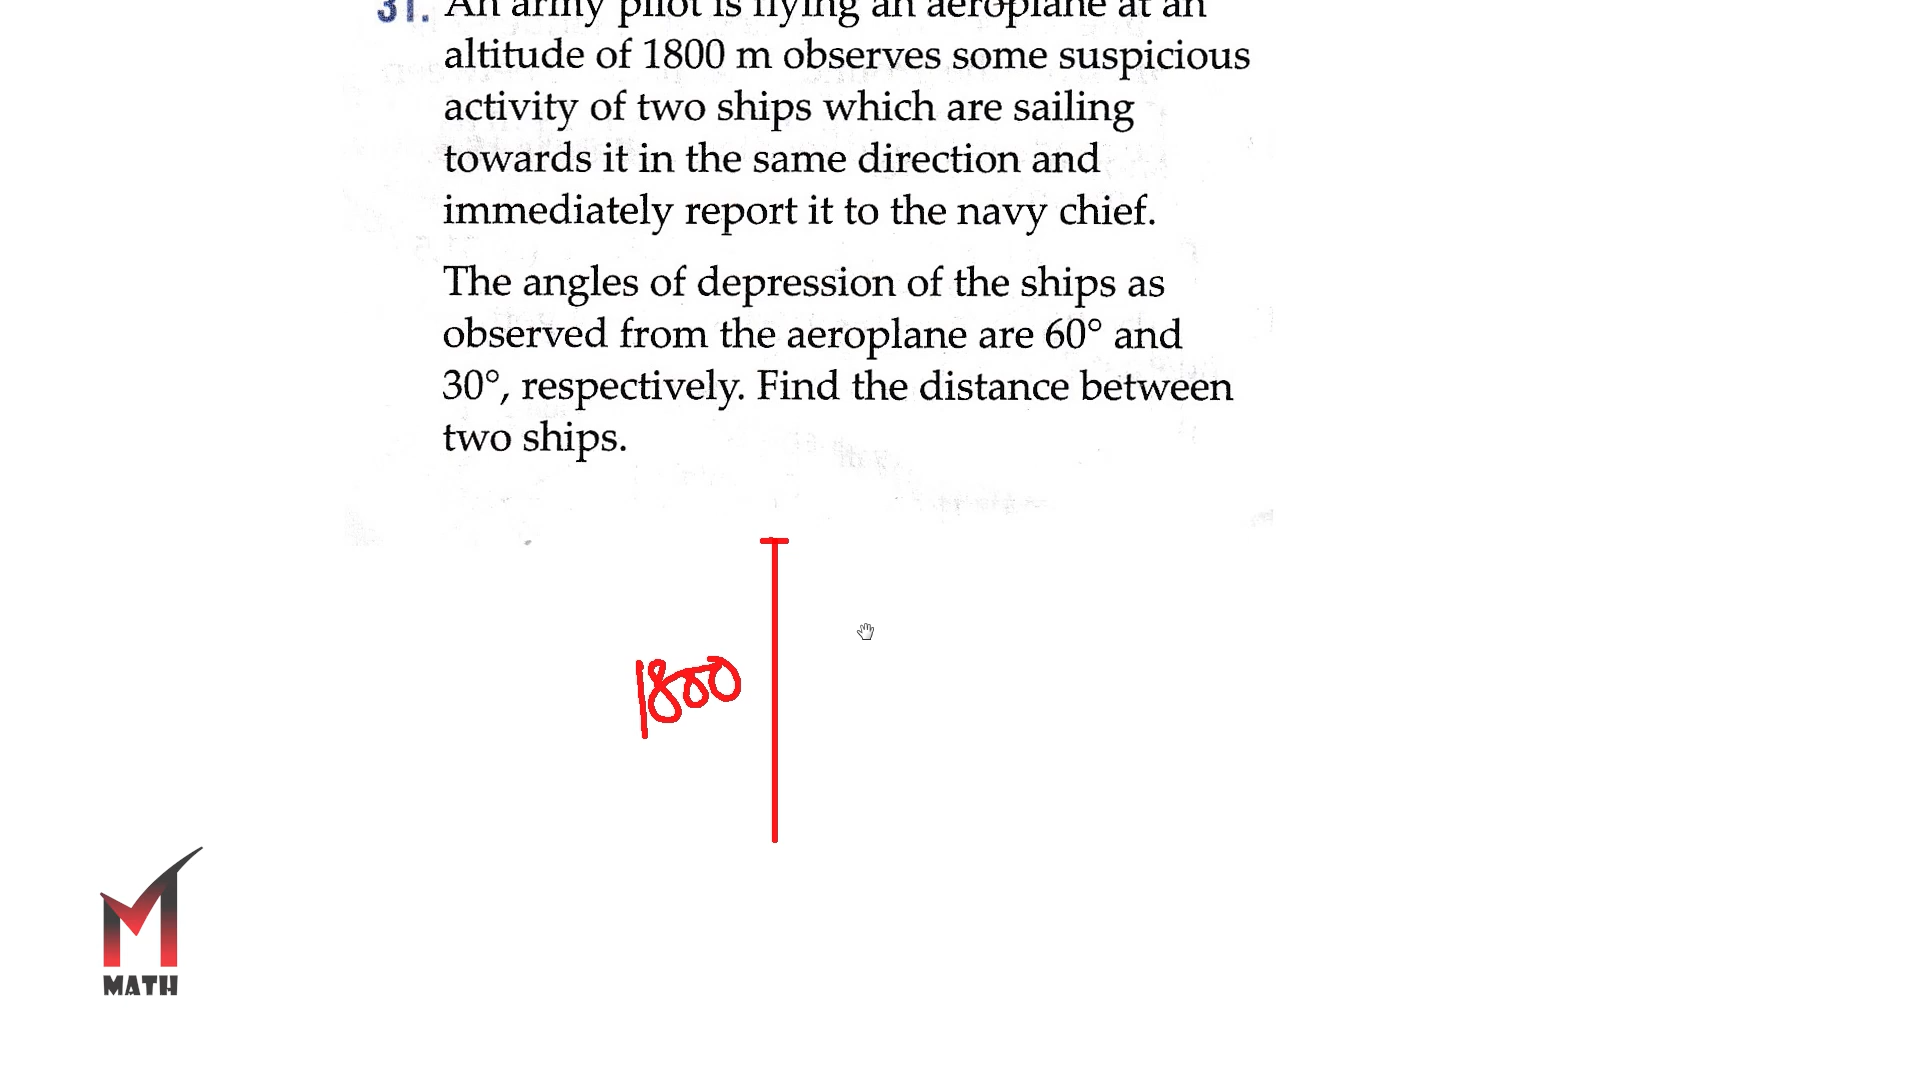 31. An army pilot is flying an aeroplane at an
altitude of 1800 m observes some suspicious
activity of two ships which are sailing
towards it in the same direction and
immediately report it to the navy chief.
The angles of depression of the ships as
observed from the aeroplane are 60° and
30°, respectively. Find the distance between
two ships.
1800
MATH